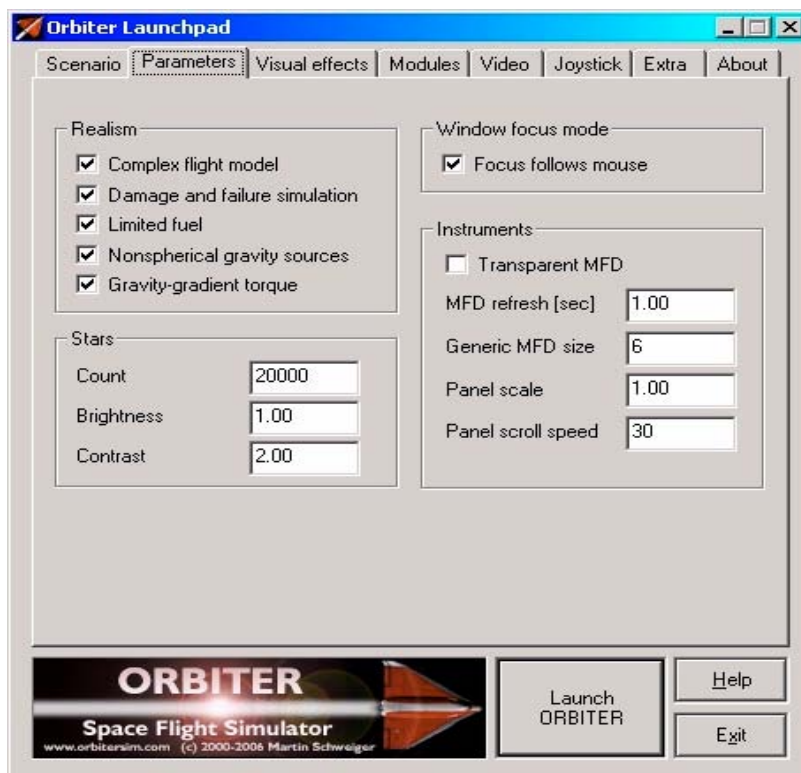 Orbiter Launchpad
Scenario Parameters Visual effects Modules Video Joystick Extra About
Realism
Complex flight model
Damage and failure simulation
Limited fuel
Nonspherical gravity sources
Gravity-gradient torque
Stars
Count 20000
Brightness 1.00
Contrast 2.00
Window focus mode
Focus follows mouse
Instruments
Transparent MFD
MFD refresh [sec] 1.00
Generic MFD size 6
Panel scale 1.00
Panel scroll speed 30
ORBITER
Space Flight Simulator
www.orbitersim.com (c) 2000-2006 Martin Schweiger
Launch
ORBITER
Help
Exit